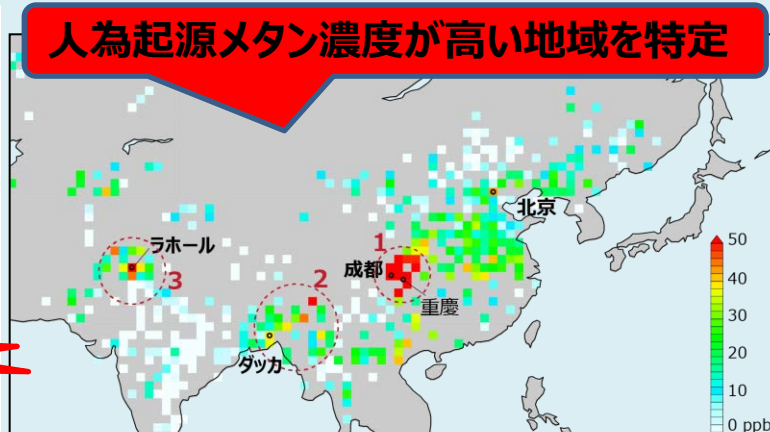 人為起源メタン濃度が高い地域を特定
北京
ラホール
1
成都
3
2
重慶
ダッカ
50
40
30
20
10
0 ppb